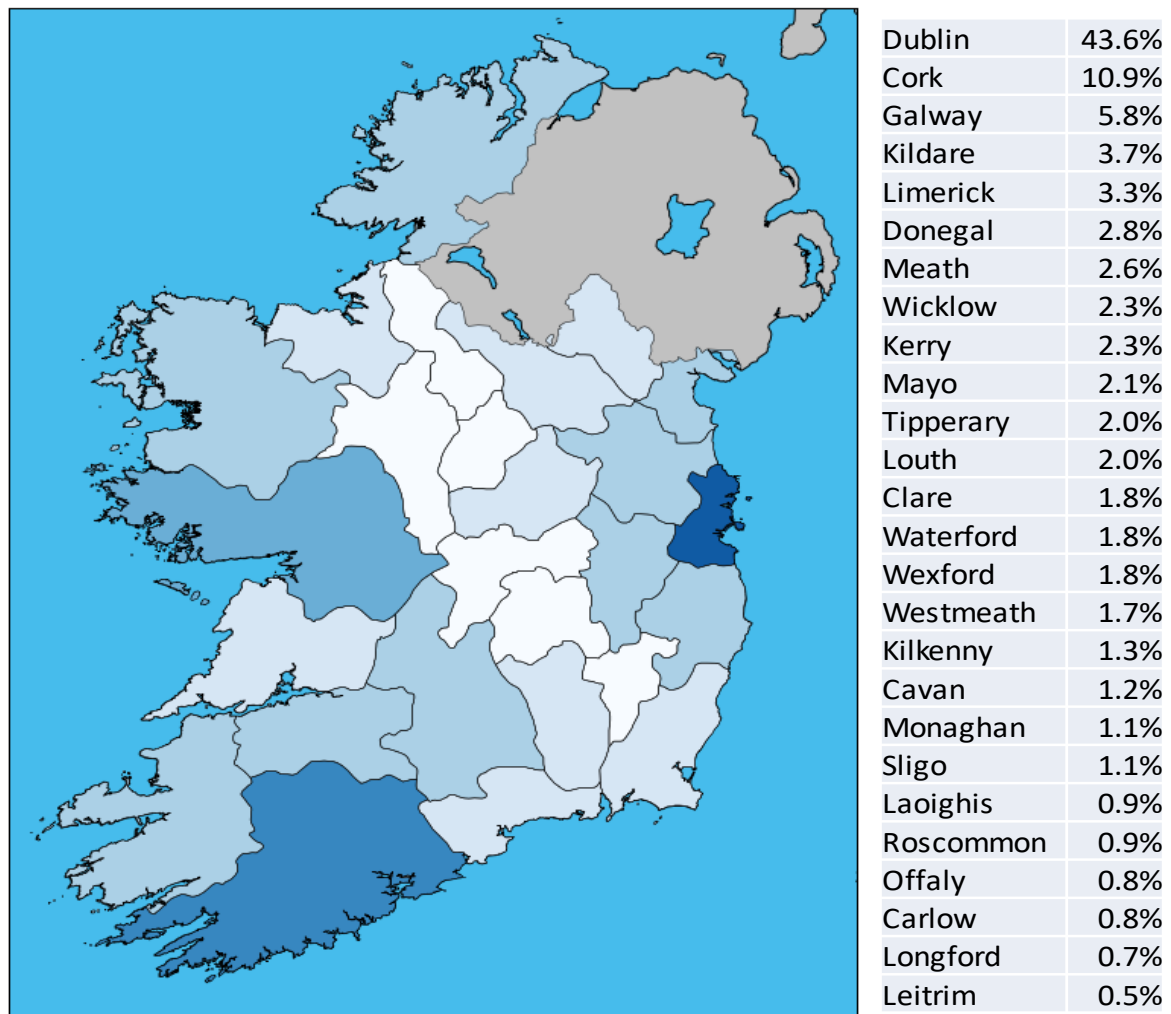 Dublin 43.6%
Cork 10.9%
Galway 5.8%
Kildare 3.7%
Limerick 3.3%
Donegal 2.8%
Meath 2.6%
Wicklow 2.3%
Kerry 2.3%
Mayo 2.1%
Tipperary 2.0%
Louth 2.0%
Clare 1.8%
Waterford 1.8%
Wexford 1.8%
Westmeath 1.7%
Kilkenny 1.3%
Cavan 1.2%
Monaghan 1.1%
Sligo 1.1%
Laoighis 0.9%
Roscommon 0.9%
Offaly 0.8%
Carlow 0.8%
Longford 0.7%
Leitrim 0.5%